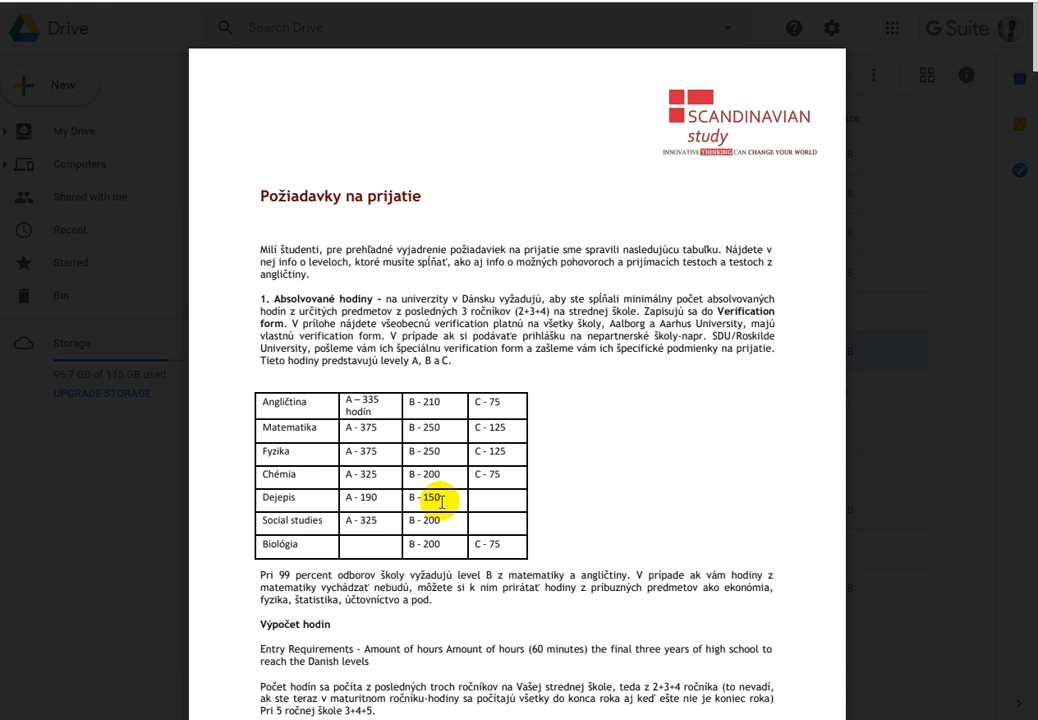 Drive
Search Drive
G Suite
New
My Drive
Computers
Shared with me
Recent
Starred
Bin
Storage
96.7 GB of 115 GB used
UPGRADE STORAGE
SCANDINAVIAN
study
INNOVATIVE THINKING CAN CHANGE YOUR WORLD
Požiadavky na prijatie
Milí študenti, pre prehľadné vyjadrenie požiadaviek na prijatie sme spravili nasledujúcu tabuľku. Nájdete v
nej info o leveloch, ktoré musíte spĺňať, ako aj info o možných pohovoroch a prijímacích testoch a testoch z
angličtiny.
1. Absolvované hodiny - na univerzity v Dánsku vyžadujú, aby ste spĺňali minimálny počet absolvovaných
hodín z určitých predmetov z posledných 3 ročníkov (2+3+4) na strednej škole. Zapisujú sa do Verification
form. V prílohe nájdete všeobecnú verification platnú na všetky školy, Aalborg a Aarhus University, majú
vlastnú verification form. V prípade ak si podávaťe prihlášku na nepartnerské školy-napr. SDU/Roskilde
University, pošleme vám ich špeciálnu verification form a zašleme vám ich špecifické podmienky na prijatie.
Tieto hodiny predstavujú levely A, B a C.
Angličtina A – 335 hodín B - 210 C - 75
Matematika A - 375 B - 250 C - 125
Fyzika A - 375 B - 250 C - 125
Chémia A - 325 B - 200 C - 75
Dejepis A - 190 B - 150
Social studies A - 325 B - 200
Biológia B - 200 C - 75
Pri 99 percent odborov školy vyžadujú level B z matematiky a angličtiny. V prípade ak vám hodiny z
matematiky vychádzať nebudú, môžete si k nim prirátať hodiny z príbuzných predmetov ako ekonómia,
fyzika, štatistika, účtovníctvo a pod.
Výpočet hodín
Entry Requirements - Amount of hours Amount of hours (60 minutes) the final three years of high school to
reach the Danish levels
Počet hodín sa počíta z posledných troch ročníkov na Vašej strednej škole, teda z 2+3+4 ročníka (to nevadí,
ak ste teraz v maturitnom ročníku-hodiny sa počítajú všetky do konca roka aj keď ešte nie je koniec roka)
Pri 5 ročnej škole 3+4+5.